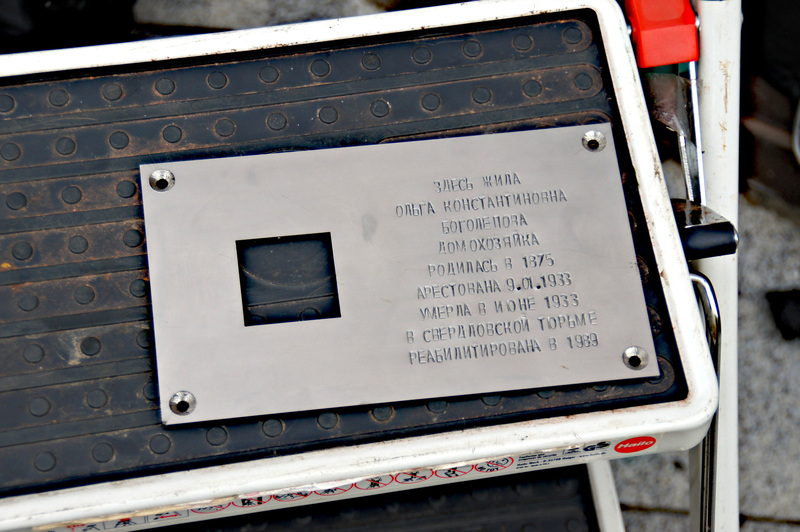 ЗДЕСЬ ЖИЛА
ОЛЬГА КОНСТАНТИНОВНА
БОГОЛЕПОВА
ДОМОХОЗЯЙКА
РОДИЛАСЬ В 1875
АРЕСТОВАНА 9.01.1933
УМЕРЛА В ИЮНЕ 1933
В СВЕРДЛОВСКОЙ ТЮРЬМЕ
РЕАБИЛИТИРОВАНА В 1989
Hailo